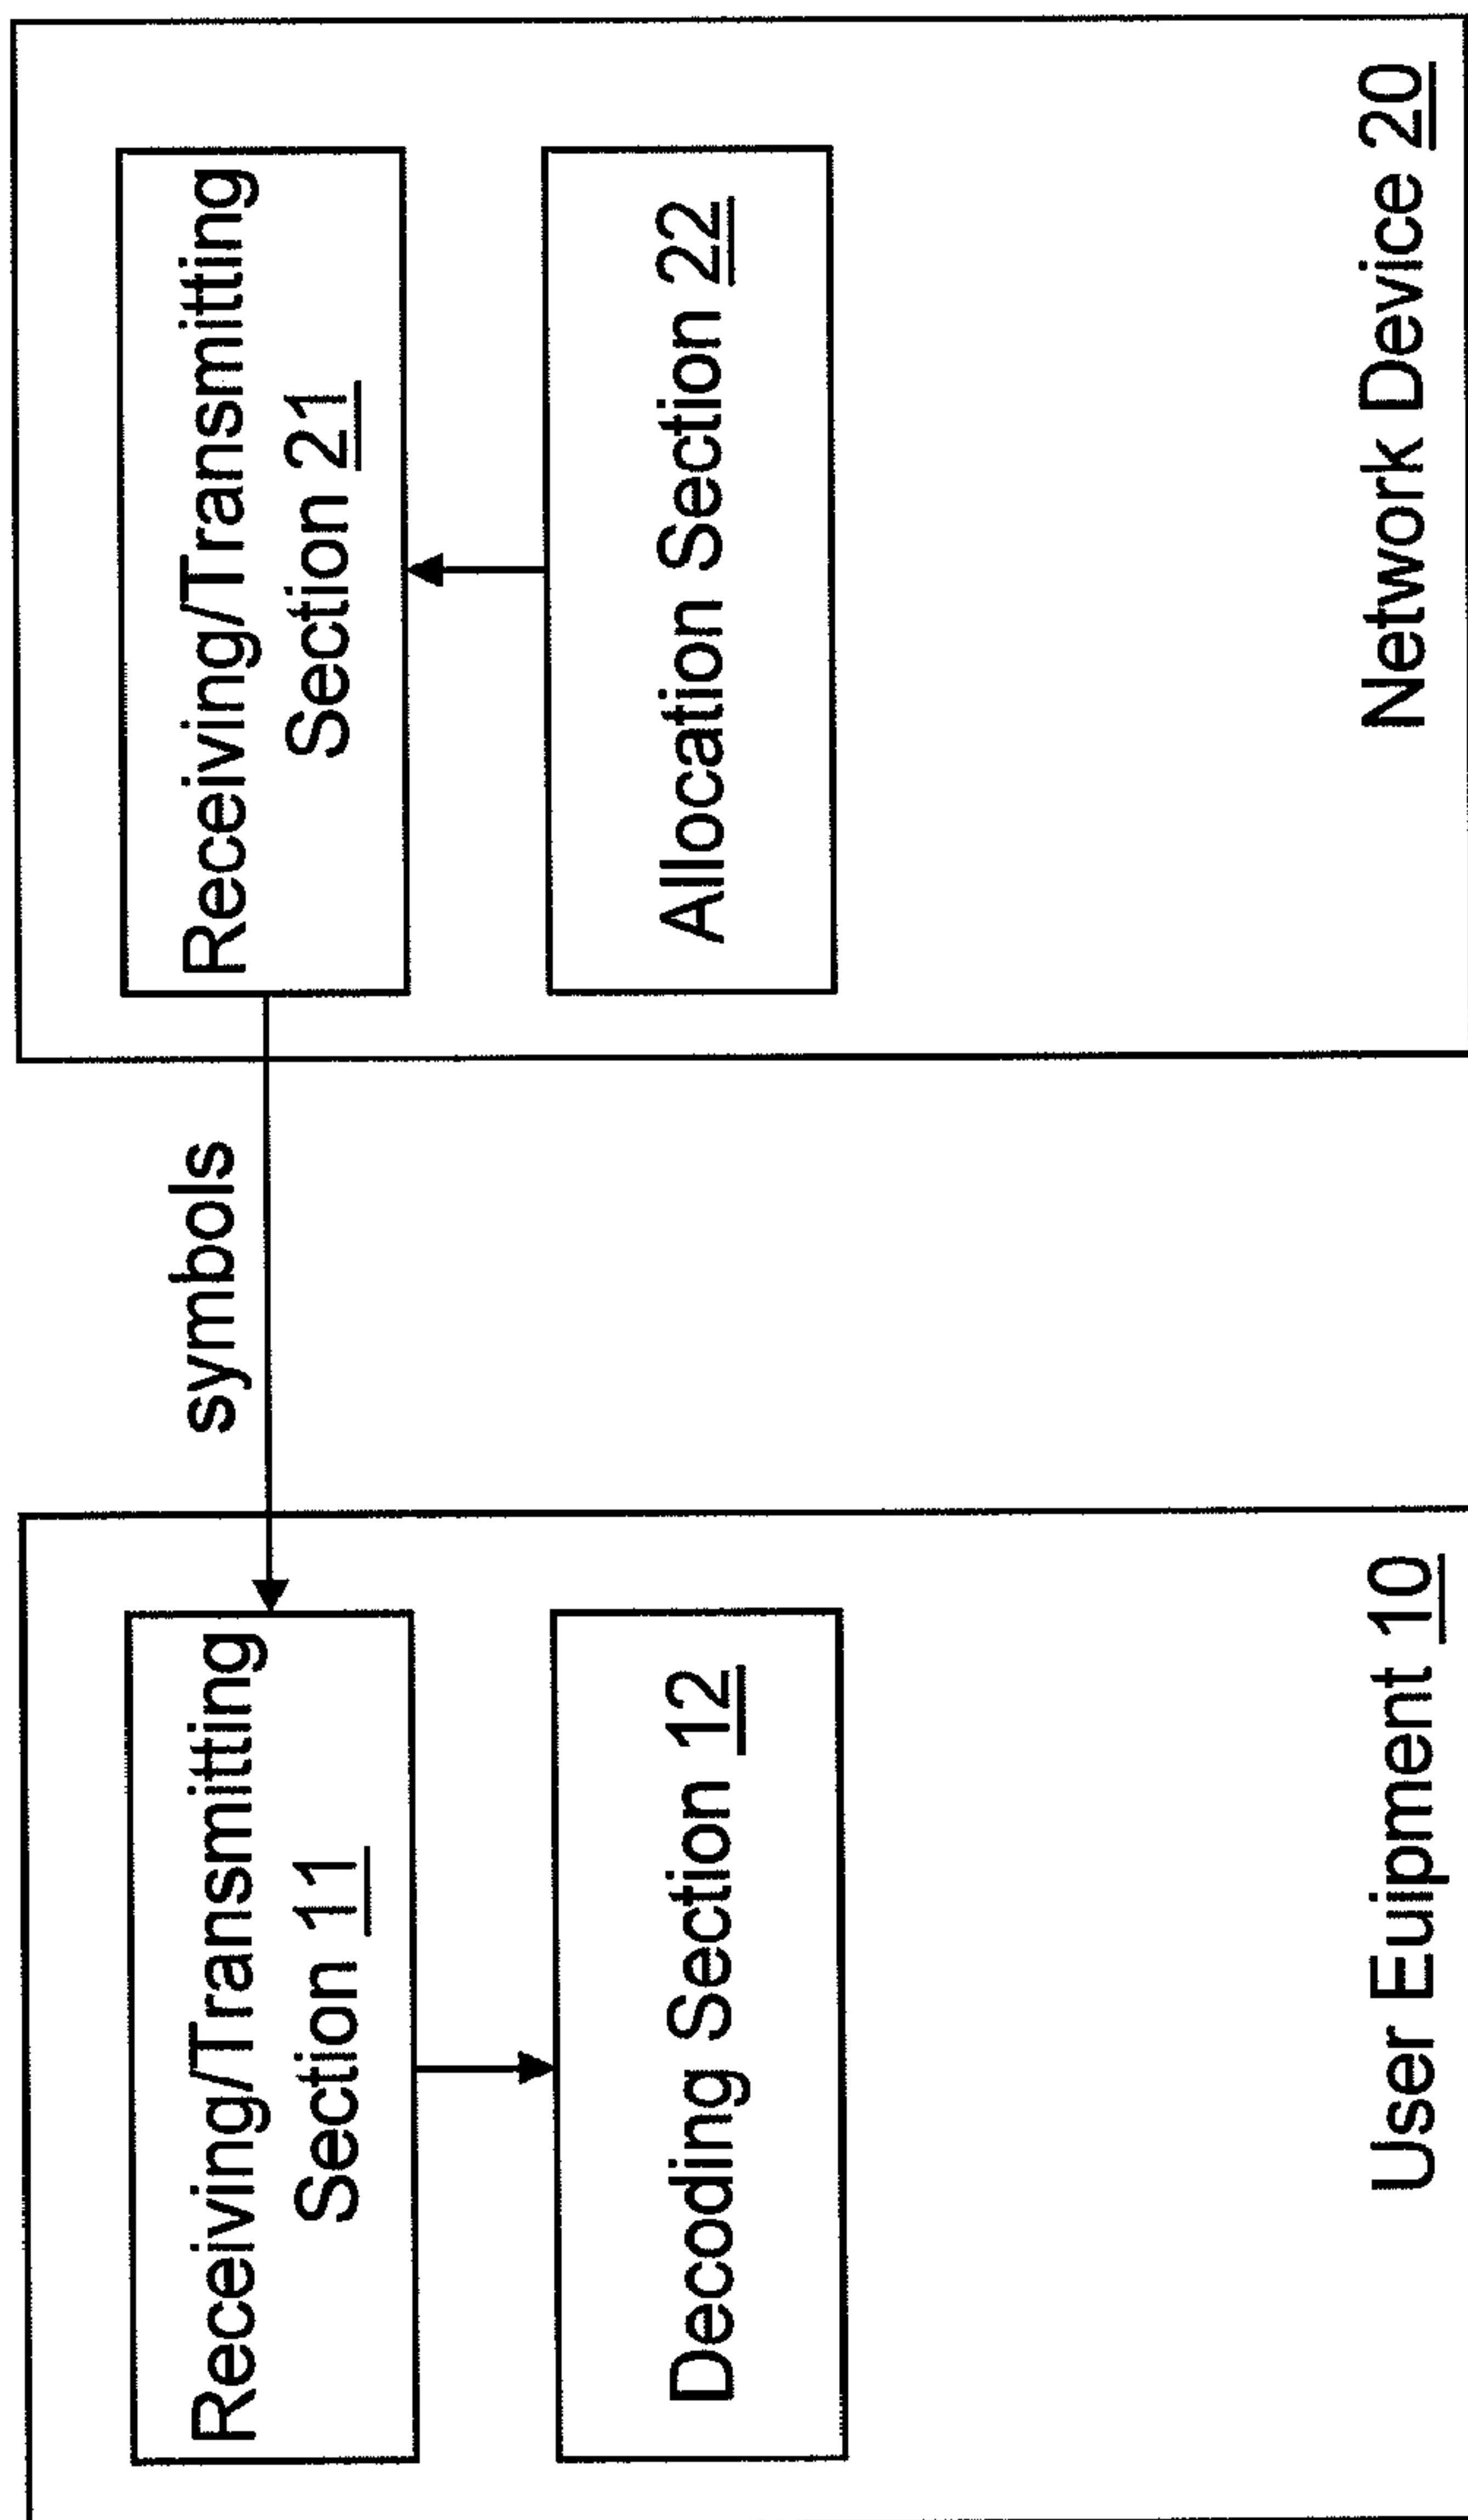 Receiving/Transmitting
Section 11
Decoding Section 12
User Euipment 10
symbols
Receiving/Transmitting
Section 21
Allocation Section 22
Network Device 20